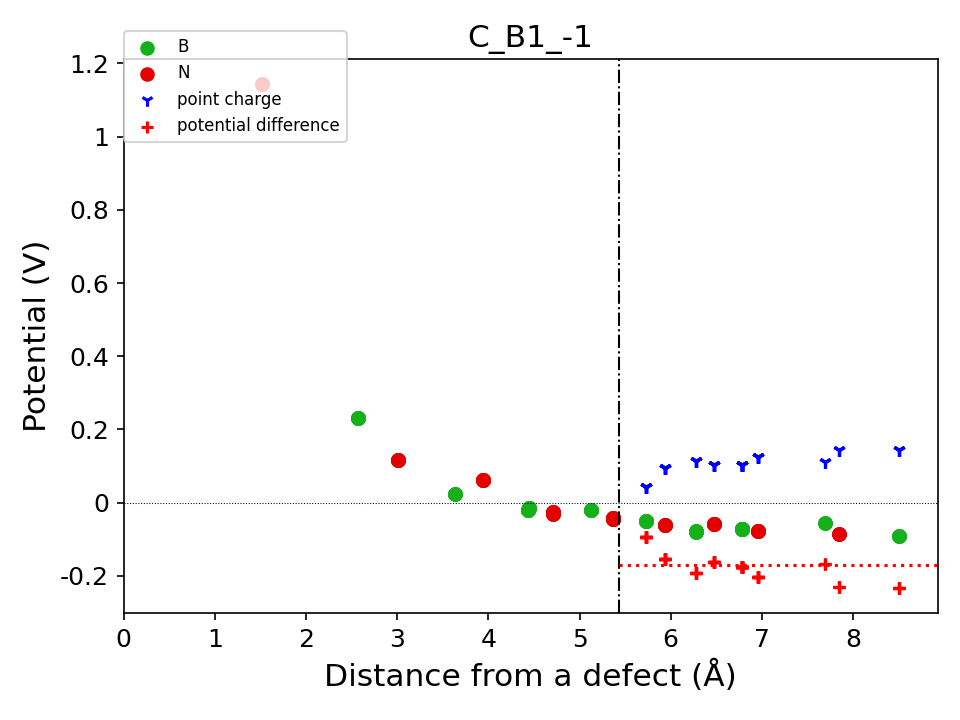 C_B1_-1
B
N
point charge
potential difference
Potential (V)
1.2
1
0.8
0.6
0.4
0.2
0
-0.2
0 1 2 3 4 5 6 7 8
Distance from a defect (Å)